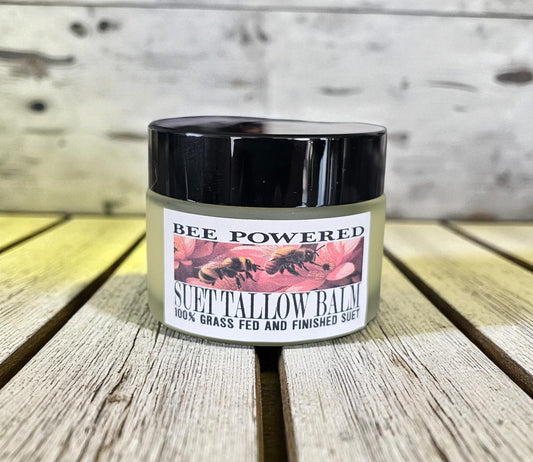 BEE POWERED
SUET TALLOW BALM
100% GRASS FED AND FINISHED SUET